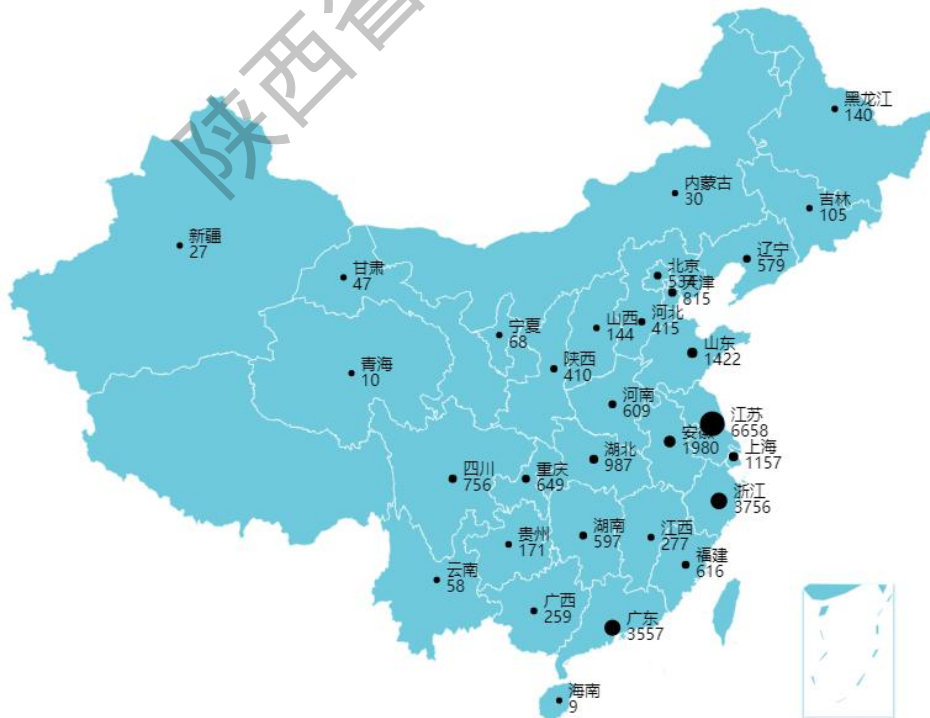 陕西省
黑龙江
140
内蒙古
30
吉林
105
新疆
27
辽宁
579
甘肃
47
北京
534
天津
815
宁夏
68
山西
144
河北
415
山东
1422
陕西
410
青海
10
河南
609
江苏
6658
安徽
1980
上海
1157
湖北
987
四川
756
重庆
649
浙江
3756
湖南
597
江西
277
贵州
171
福建
616
云南
58
广西
259
广东
3557
海南
9